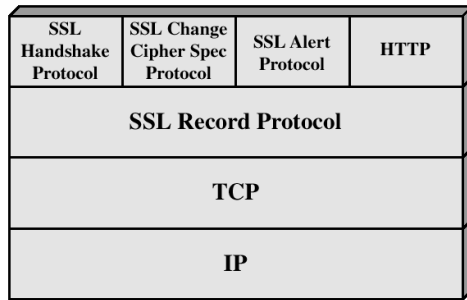 SSL
Handshake
Protocol
SSL Change
Cipher Spec
Protocol
SSL Alert
Protocol
HTTP
SSL Record Protocol
TCP
IP